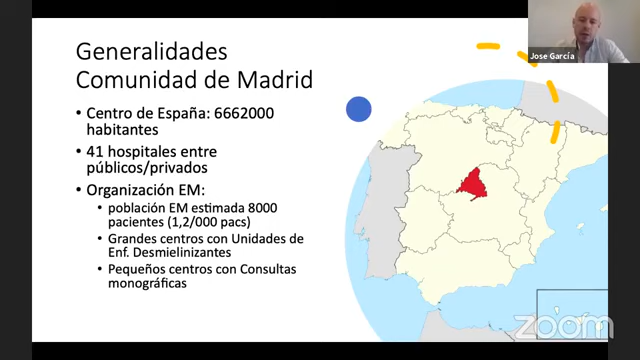 Generalidades
Comunidad de Madrid
• Centro de España: 6662000
habitantes
• 41 hospitales entre
públicos/privados
• Organización EM:
• población EM estimada 8000
pacientes (1,2/000 pacs)
• Grandes centros con Unidades de
Enf. Desmielinizantes
• Pequeños centros con Consultas
monográficas
Jose García
zoom